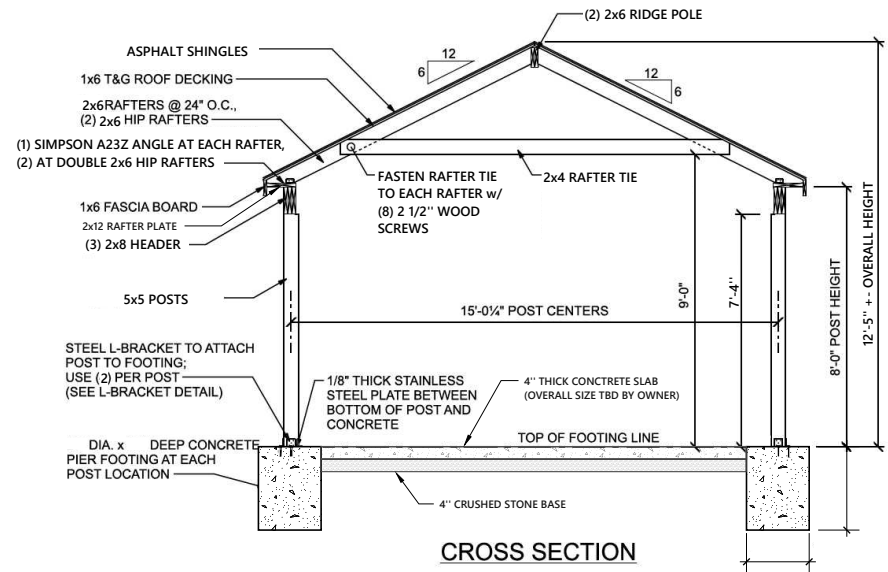 (2) 2x6 RIDGE POLE
ASPHALT SHINGLES
12
6
12
6
1x6 T&G ROOF DECKING
2x6 RAFTERS @ 24" O.C.,
(2) 2x6 HIP RAFTERS
(1) SIMPSON A23Z ANGLE AT EACH RAFTER,
(2) AT DOUBLE 2x6 HIP RAFTERS
FASTEN RAFTER TIE
TO EACH RAFTER w/
(8) 2 1/2'' WOOD
SCREWS
2x4 RAFTER TIE
1x6 FASCIA BOARD
2x12 RAFTER PLATE
(3) 2x8 HEADER
5x5 POSTS
15'-0¼" POST CENTERS
9'-0"
7'-4''
8'-0" POST HEIGHT
12'-5'' +- OVERALL HEIGHT
STEEL L-BRACKET TO ATTACH
POST TO FOOTING;
USE (2) PER POST
(SEE L-BRACKET DETAIL)
1/8" THICK STAINLESS
STEEL PLATE BETWEEN
BOTTOM OF POST AND
CONCRETE
4'' THICK CONCTRETE SLAB
(OVERALL SIZE TBD BY OWNER)
TOP OF FOOTING LINE
DIA. x DEEP CONCRETE
PIER FOOTING AT EACH
POST LOCATION
4'' CRUSHED STONE BASE
CROSS SECTION